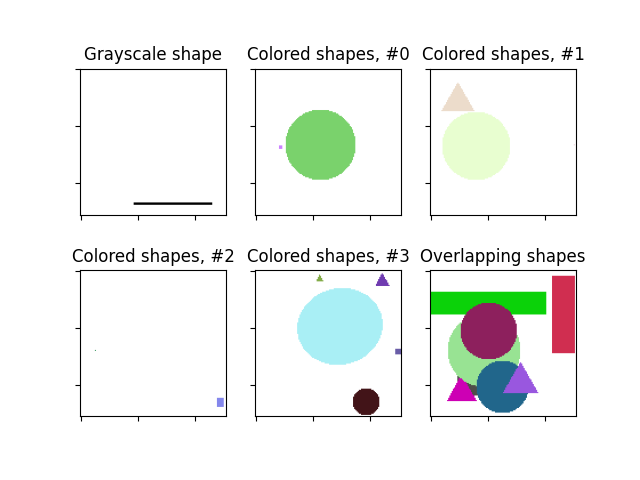 Grayscale shape
Colored shapes, #0
Colored shapes, #1
Colored shapes, #2
Colored shapes, #3
Overlapping shapes